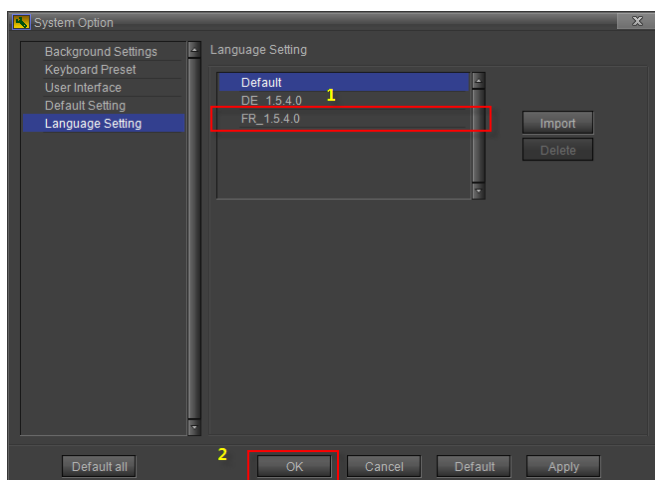 System Option
X
Background Settings
Keyboard Preset
User Interface
Default Setting
Language Setting
Language Setting
Default
DE_1.5.4.0
1
FR_1.5.4.0
Import
Delete
2
Default all
OK
Cancel
Default
Apply